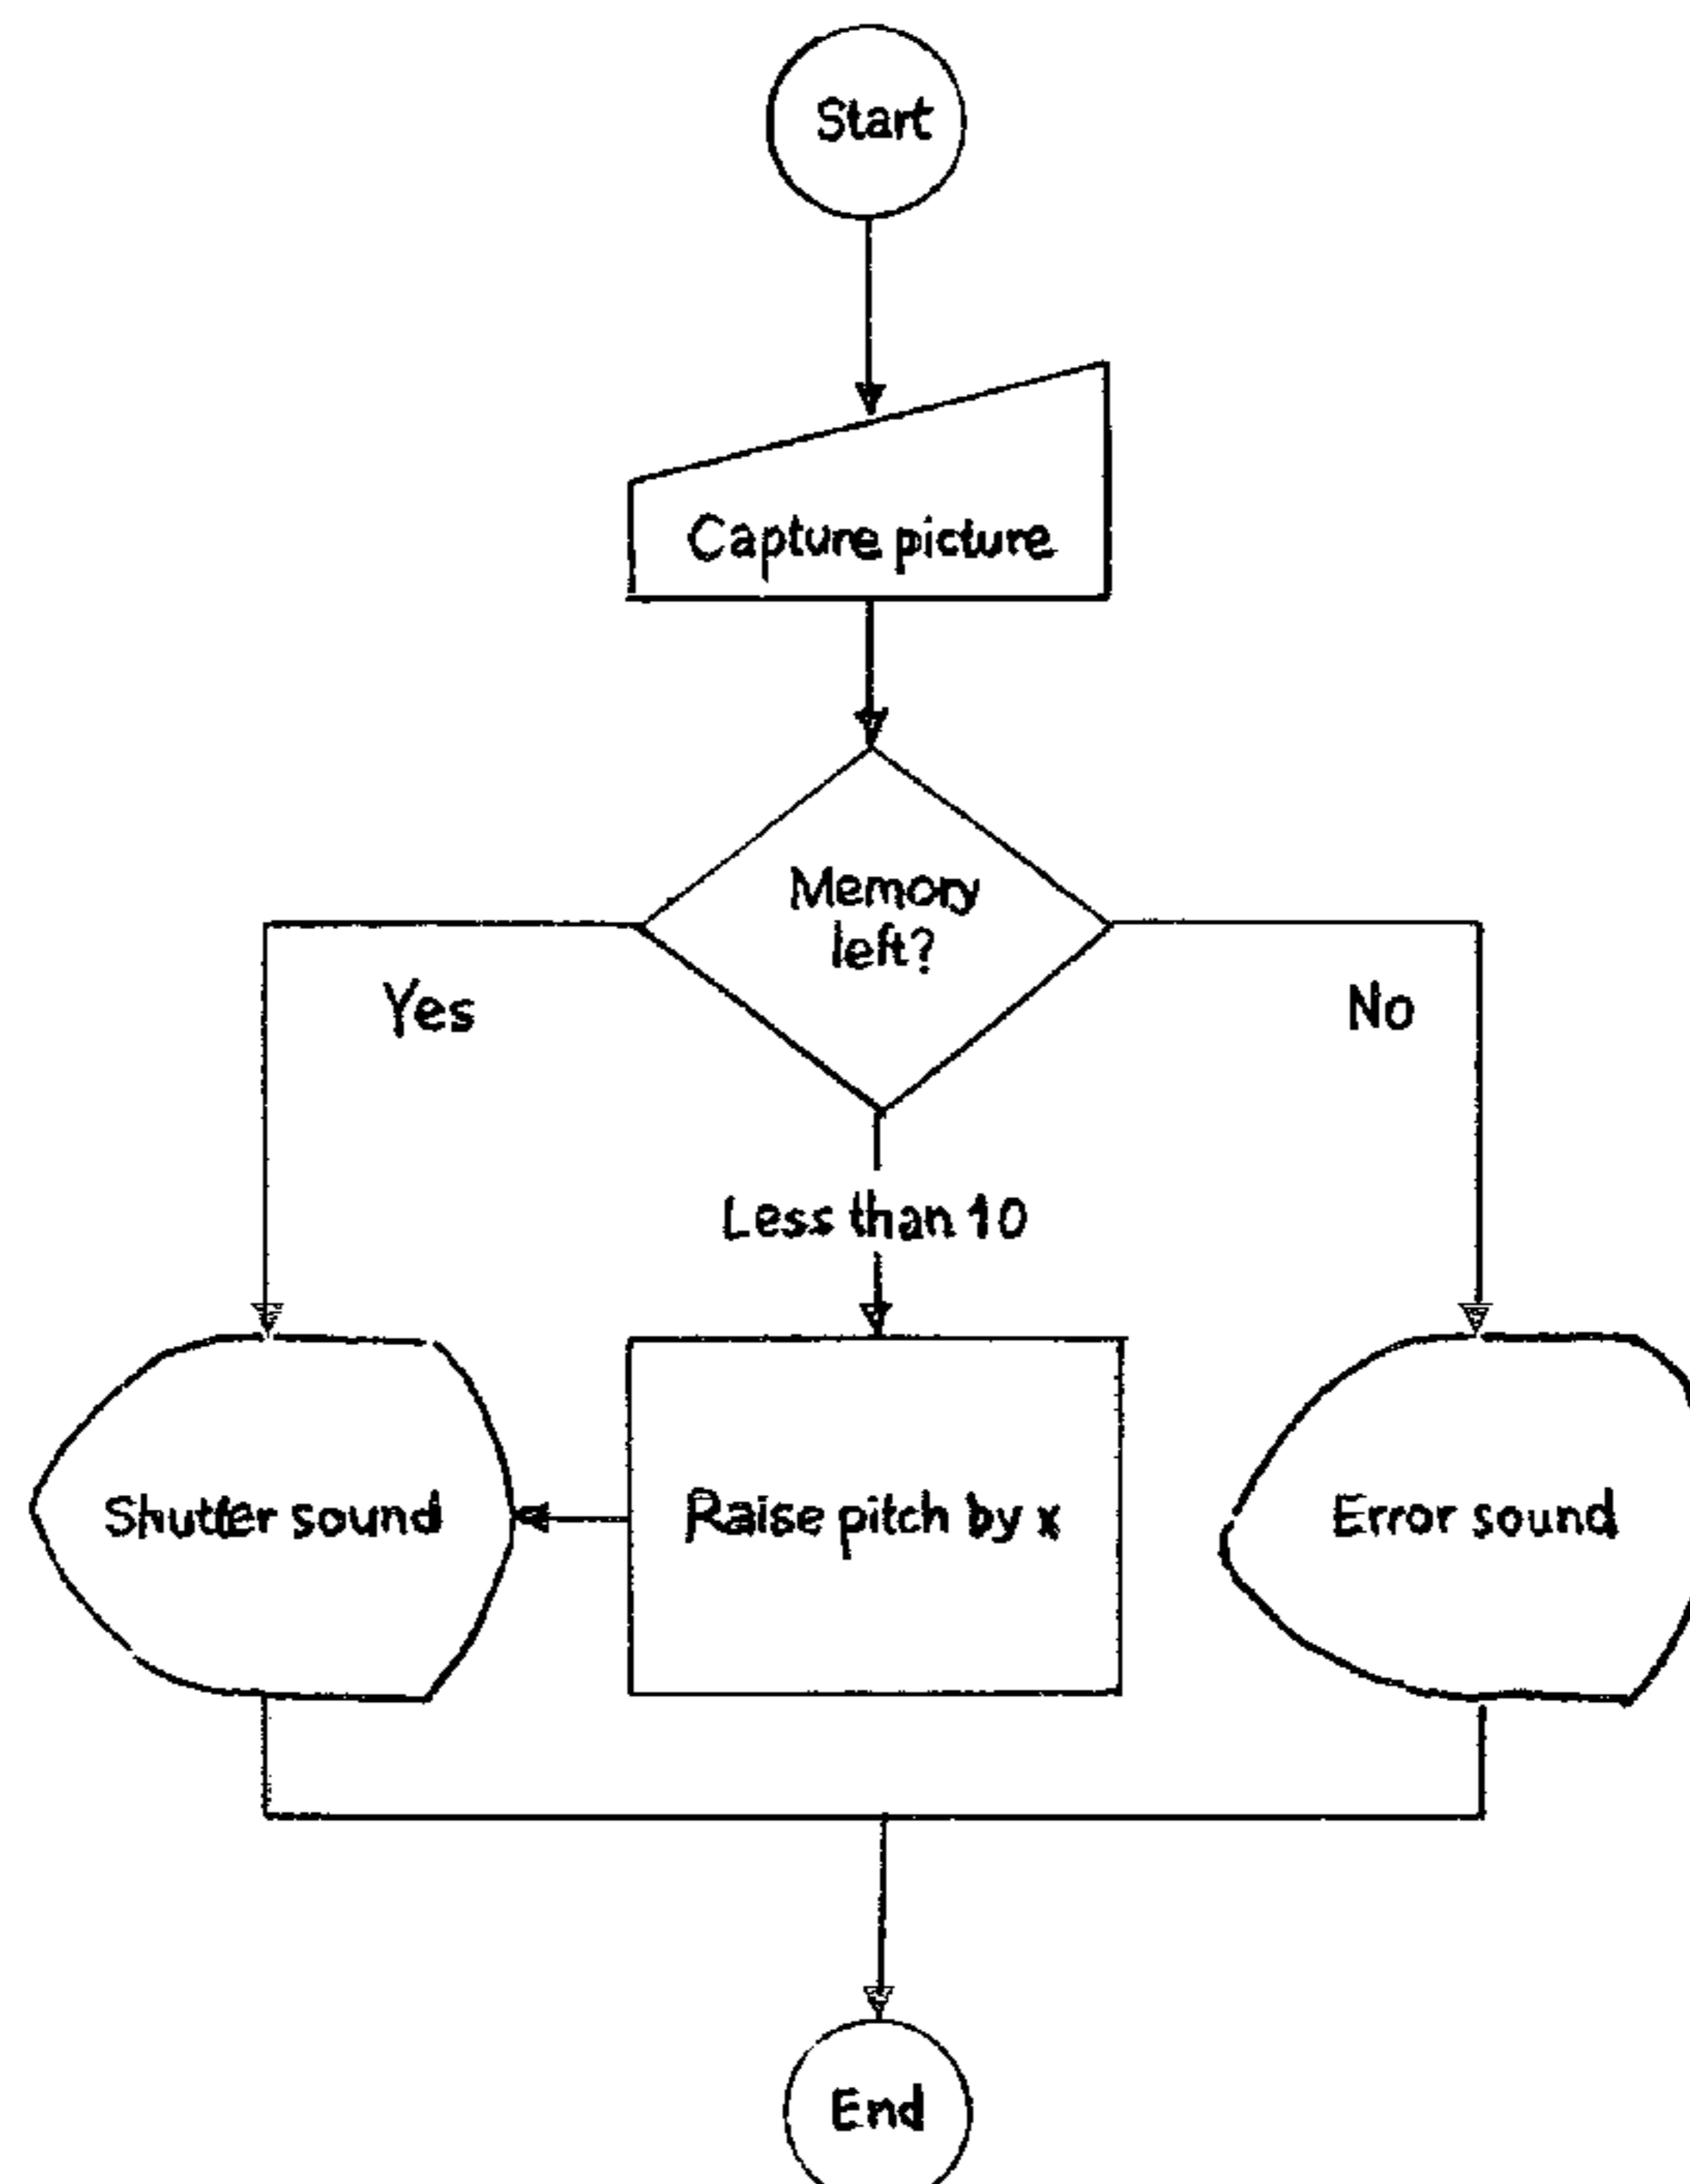 Start
Capture picture
Memory
left?
Yes
No
Less than 10
Shutter sound
Raise pitch by x
Error sound
End